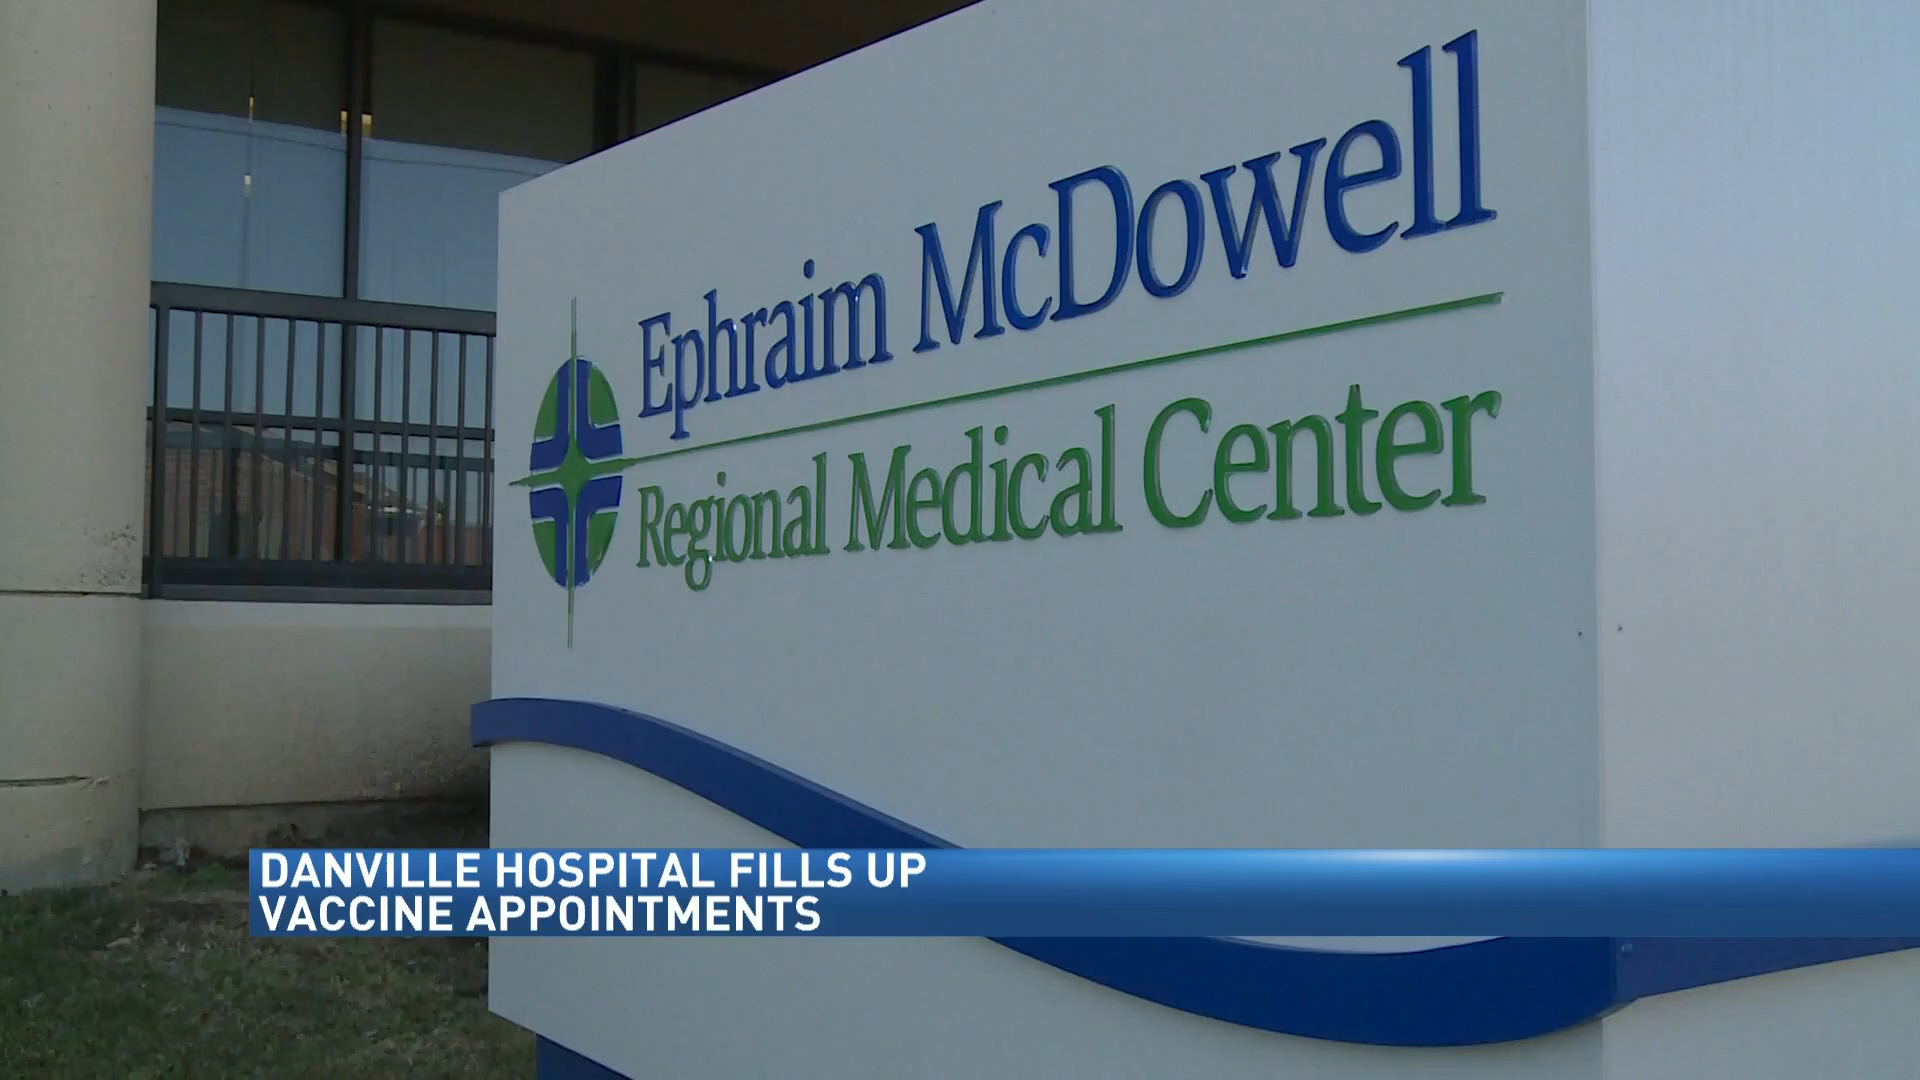 Ephraim McDowell
Regional Medical Center
DANVILLE HOSPITAL FILLS UP
VACCINE APPOINTMENTS